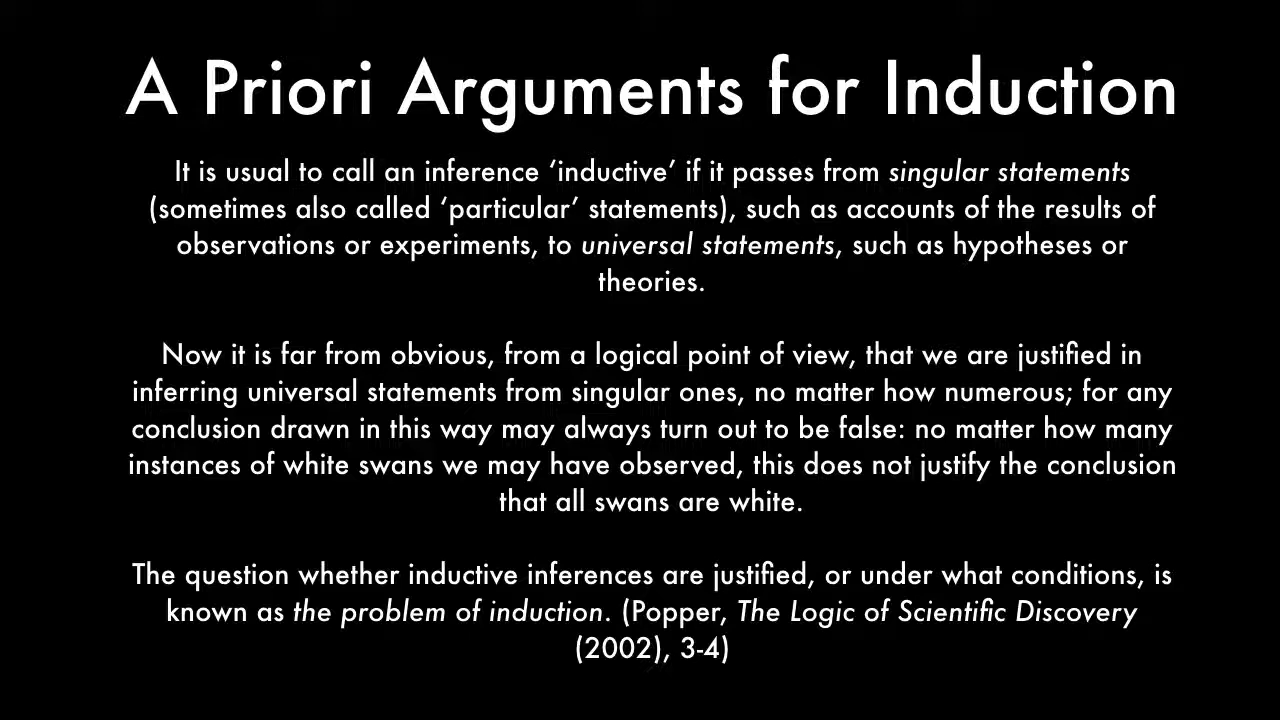 A Priori Arguments for Induction
It is usual to call an inference ‘inductive’ if it passes from singular statements
(sometimes also called ‘particular’ statements), such as accounts of the results of
observations or experiments, to universal statements, such as hypotheses or
theories.
Now it is far from obvious, from a logical point of view, that we are justified in
inferring universal statements from singular ones, no matter how numerous; for any
conclusion drawn in this way may always turn out to be false: no matter how many
instances of white swans we may have observed, this does not justify the conclusion
that all swans are white.
The question whether inductive inferences are justified, or under what conditions, is
known as the problem of induction. (Popper, The Logic of Scientific Discovery
(2002), 3-4)